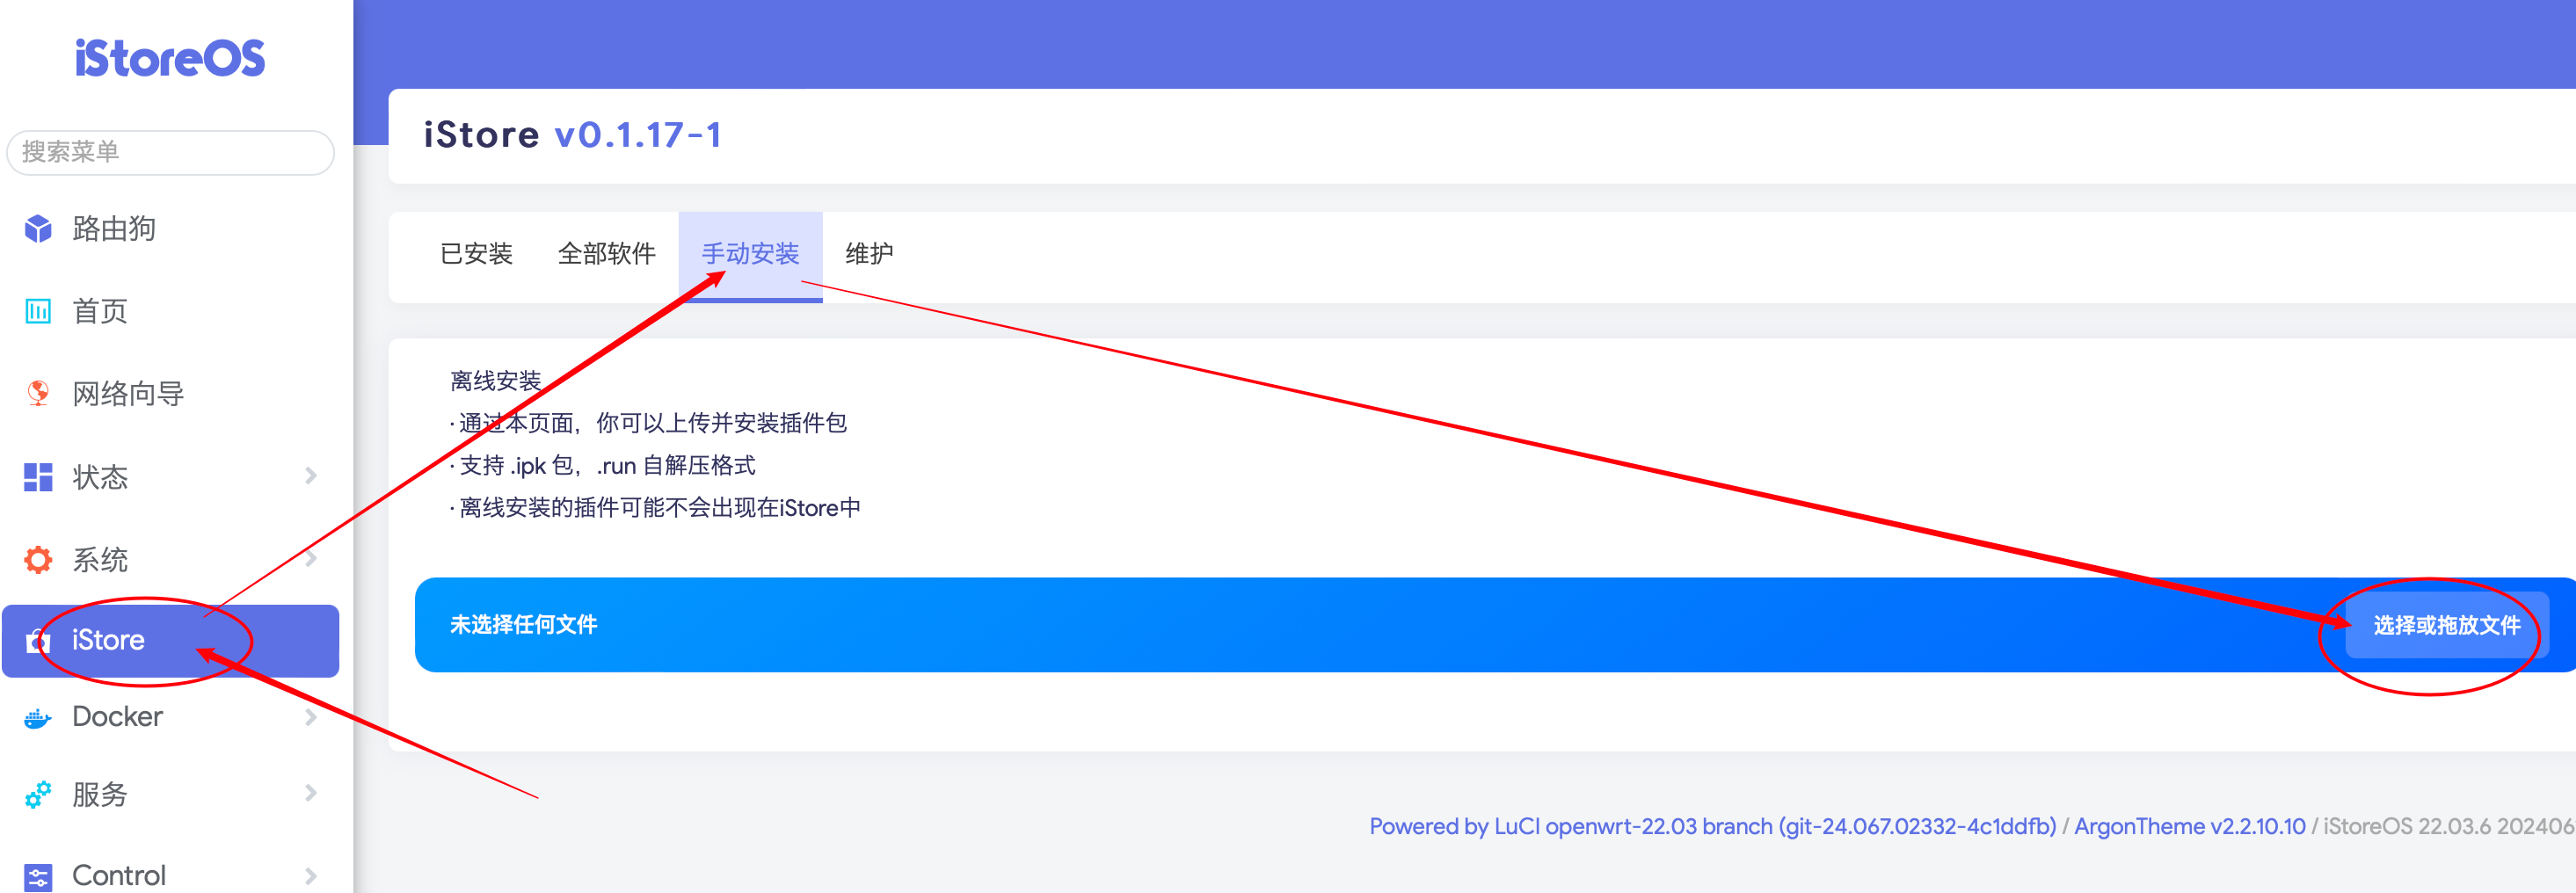 iStoreOS
搜索菜单
路由狗
首页
网络向导
状态
系统
iStore
Docker
服务
Control
iStore v0.1.17-1
已安装 全部软件 手动安装 维护
离线安装
· 通过本页面，你可以上传并安装插件包
· 支持 .ipk 包，.run 自解压格式
· 离线安装的插件可能不会出现在iStore中
未选择任何文件 选择或拖放文件
Powered by LuCI openwrt-22.03 branch (git-24.067.02332-4c1ddfb) / ArgonTheme v2.2.10.10 / iStoreOS 22.03.6 202406